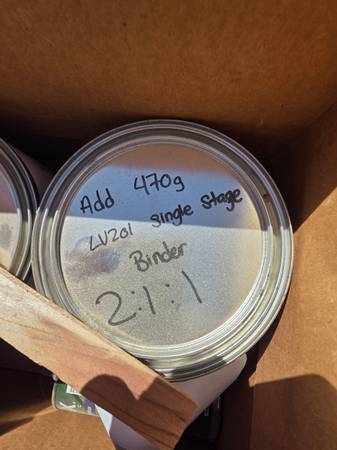 Add 470g
LV201 Single Stage
Binder
2:1:1